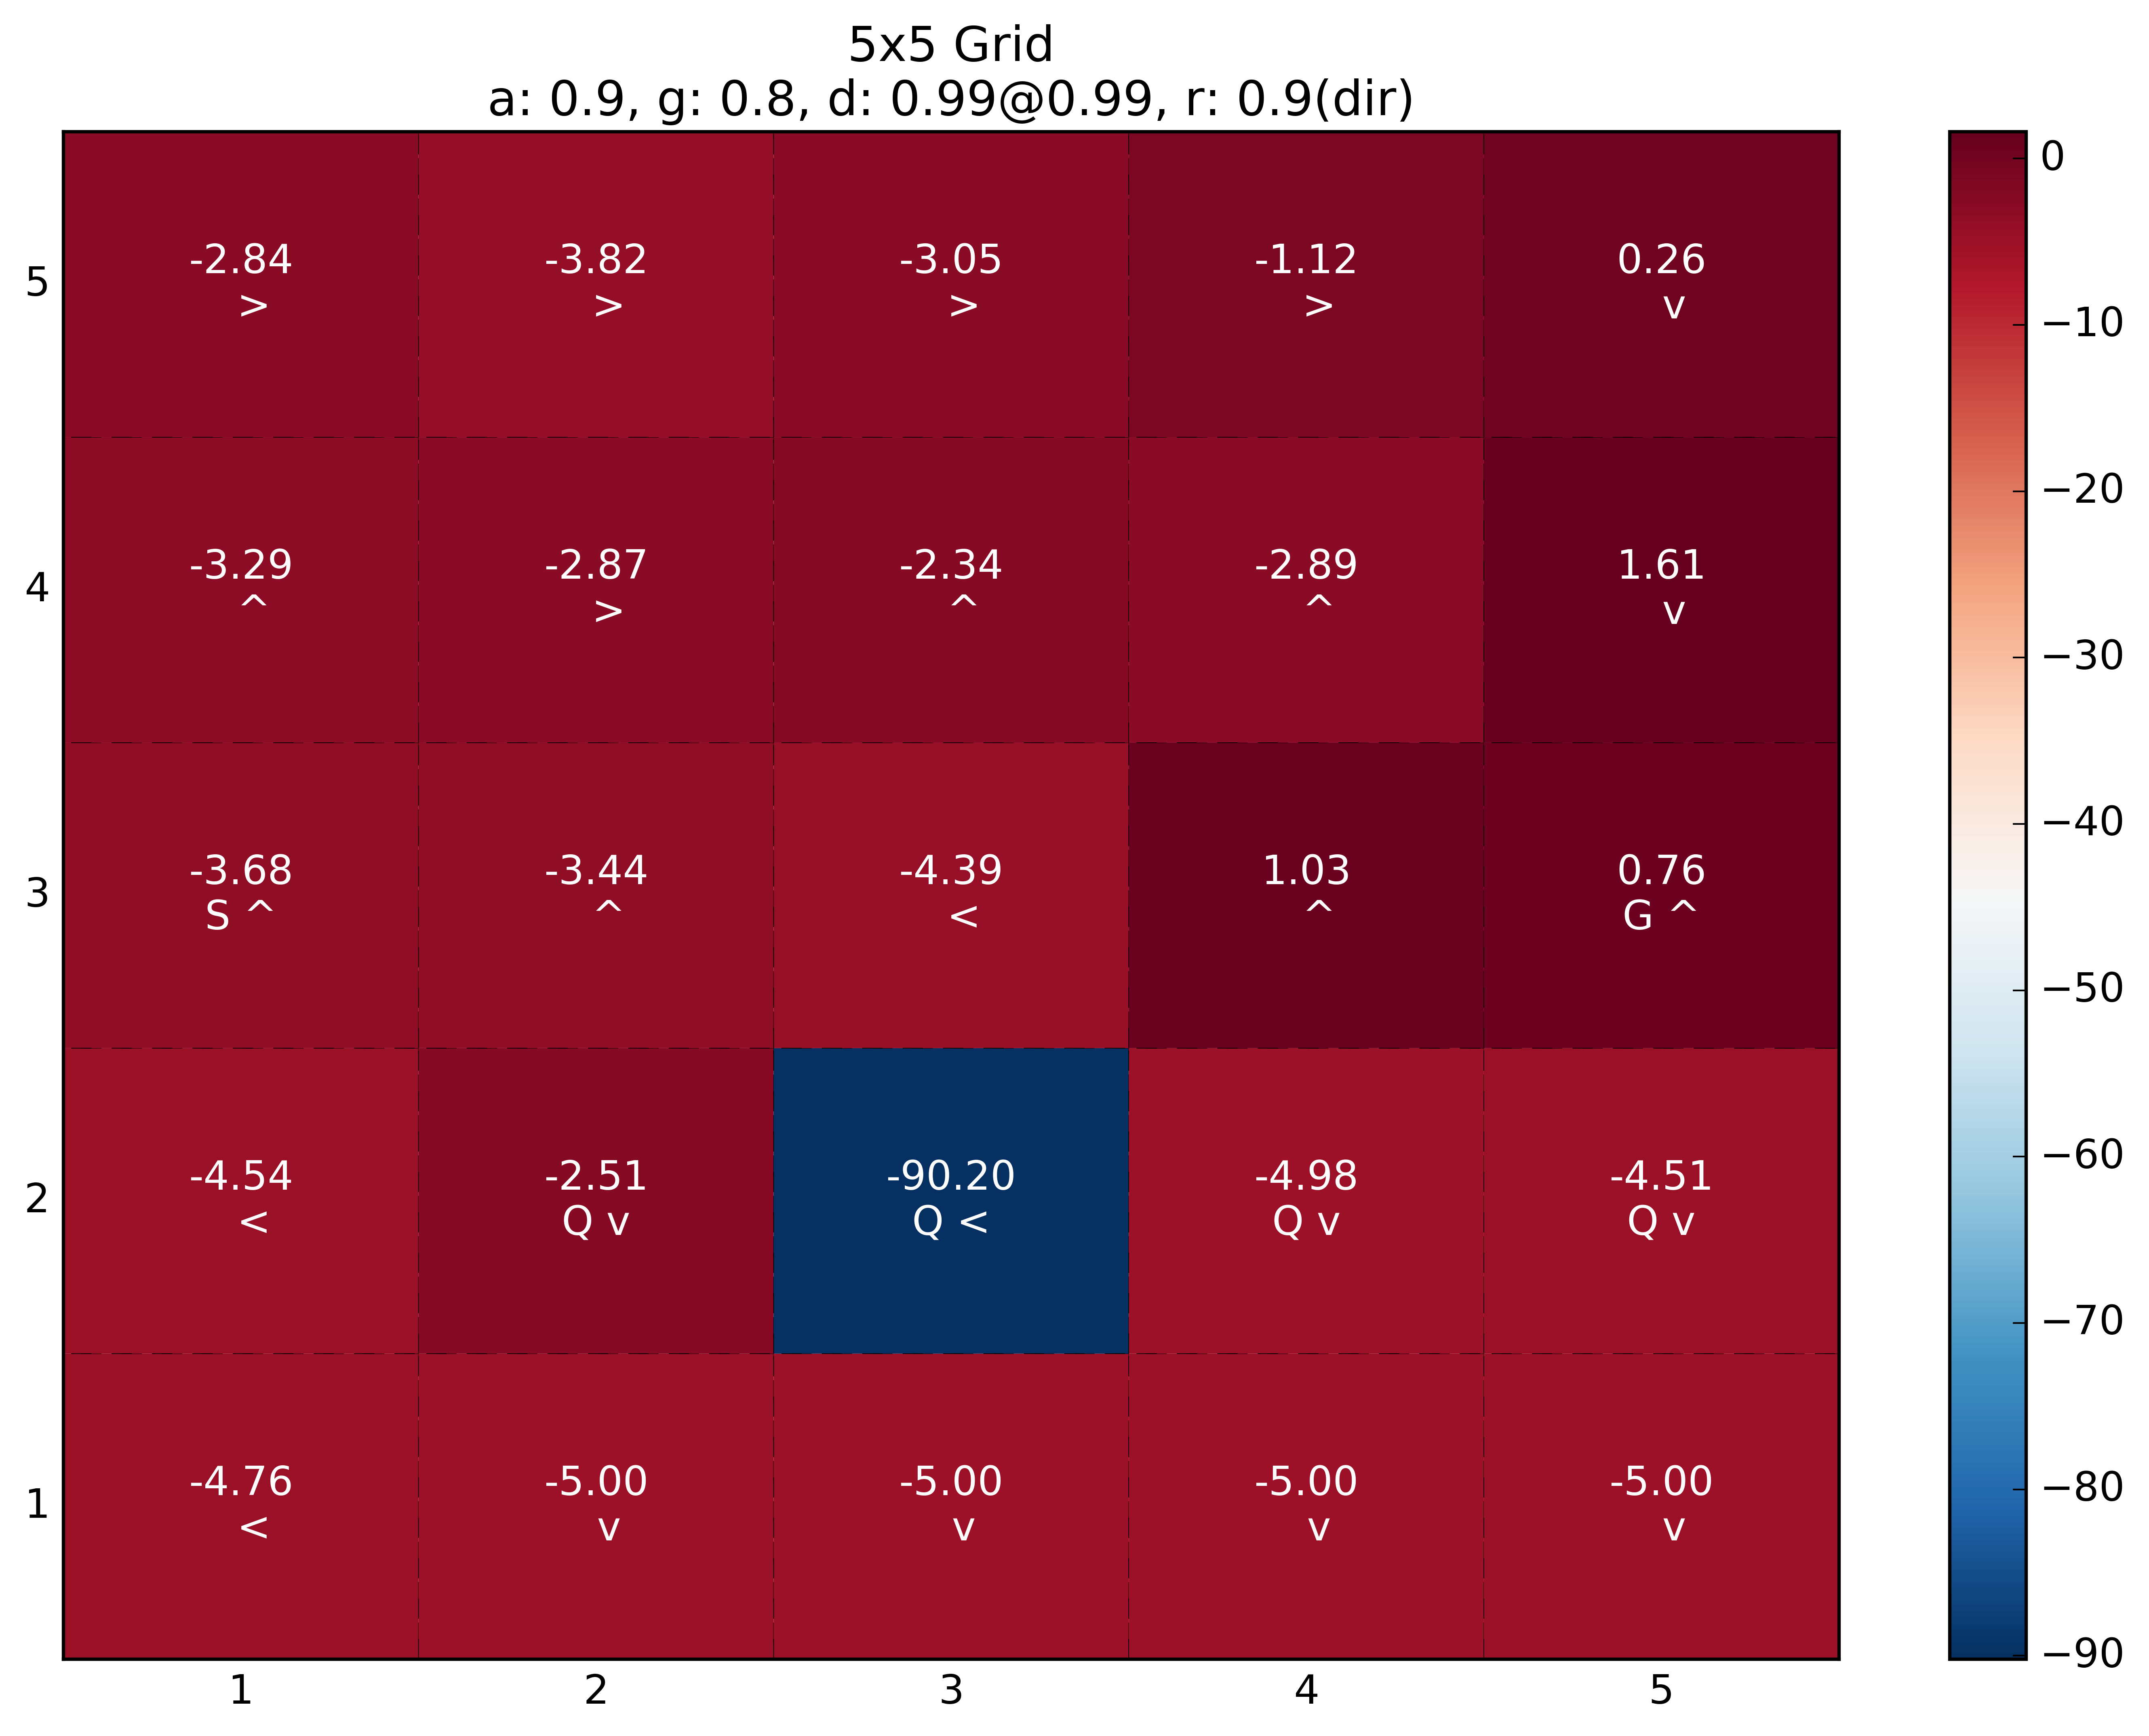 5x5 Grid
a: 0.9, g: 0.8, d: 0.99@0.99, r: 0.9(dir)
5
-2.84 -3.82 -3.05 -1.12 0.26
> > > > v
4
-3.29 -2.87 -2.34 -2.89 1.61
^ > ^ ^ v
3
-3.68 -3.44 -4.39 1.03 0.76
S ^ ^ < ^ G ^
2
-4.54 -2.51 -90.20 -4.98 -4.51
< Q v Q < Q v Q v
1
-4.76 -5.00 -5.00 -5.00 -5.00
< v v v v
1 2 3 4 5
0
−10
−20
−30
−40
−50
−60
−70
−80
−90